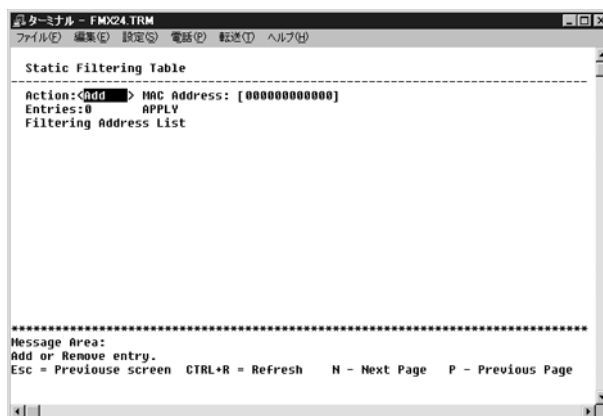 ターミナル - FMX24.TRM
ファイル(F) 編集(E) 設定(S) 電話(P) 転送(T) ヘルプ(H)
Static Filtering Table
Action:<Add > MAC Address: [000000000000]
Entries:0 APPLY
Filtering Address List
Message Area:
Add or Remove entry.
Esc = Previouse screen CTRL+R = Refresh N - Next Page P - Previous Page